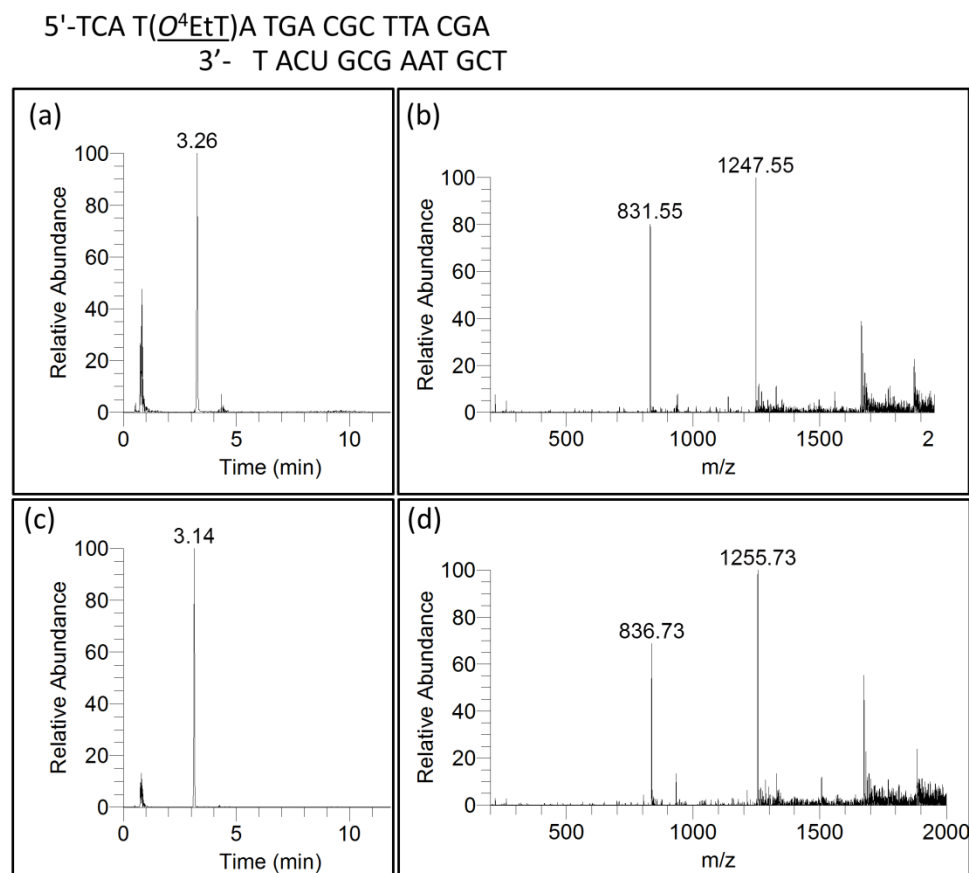 5'-TCA T(O⁴EtT)A TGA CGC TTA CGA
3'- T ACU GCG AAT GCT
(a)
3.26
100
80
60
40
20
0
Relative Abundance
0 5 10
Time (min)
(b)
1247.55
831.55
100
80
60
40
20
0
Relative Abundance
500 1000 1500 2
m/z
(c)
3.14
100
80
60
40
20
0
Relative Abundance
0 5 10
Time (min)
(d)
1255.73
836.73
100
80
60
40
20
0
Relative Abundance
500 1000 1500 2000
m/z